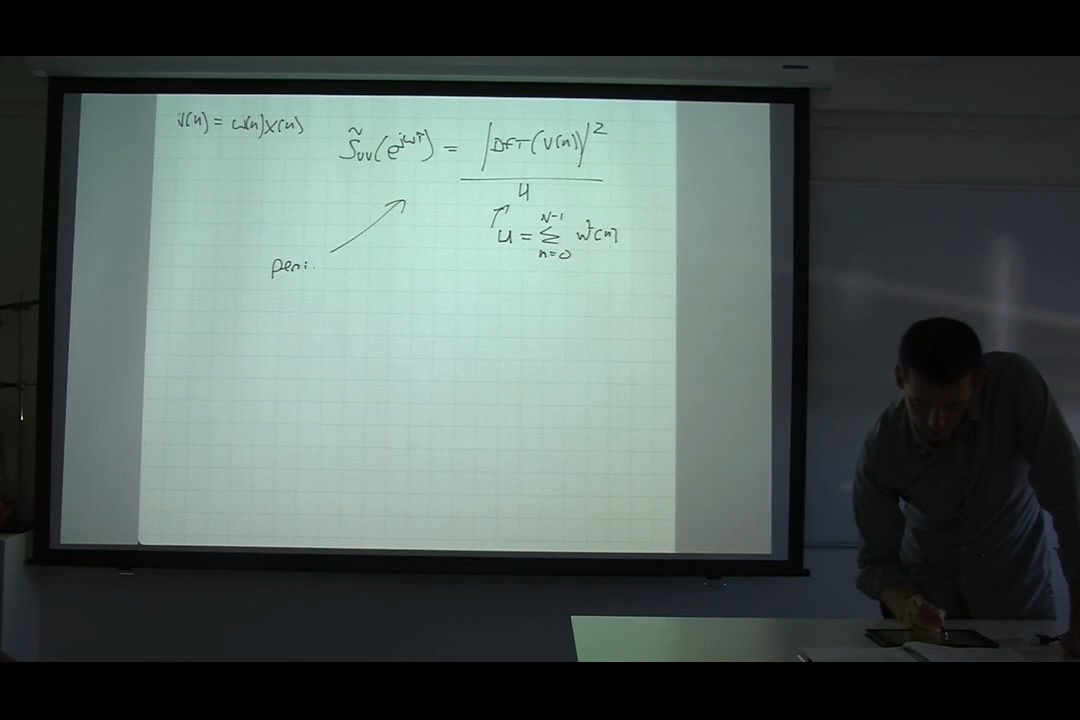 v(n) = w(n)x(n)
S̃vv(e^jωT) = |DFT(v(n))|² / U
U = Σ_{n=0}^{N-1} w²(n)
peri.